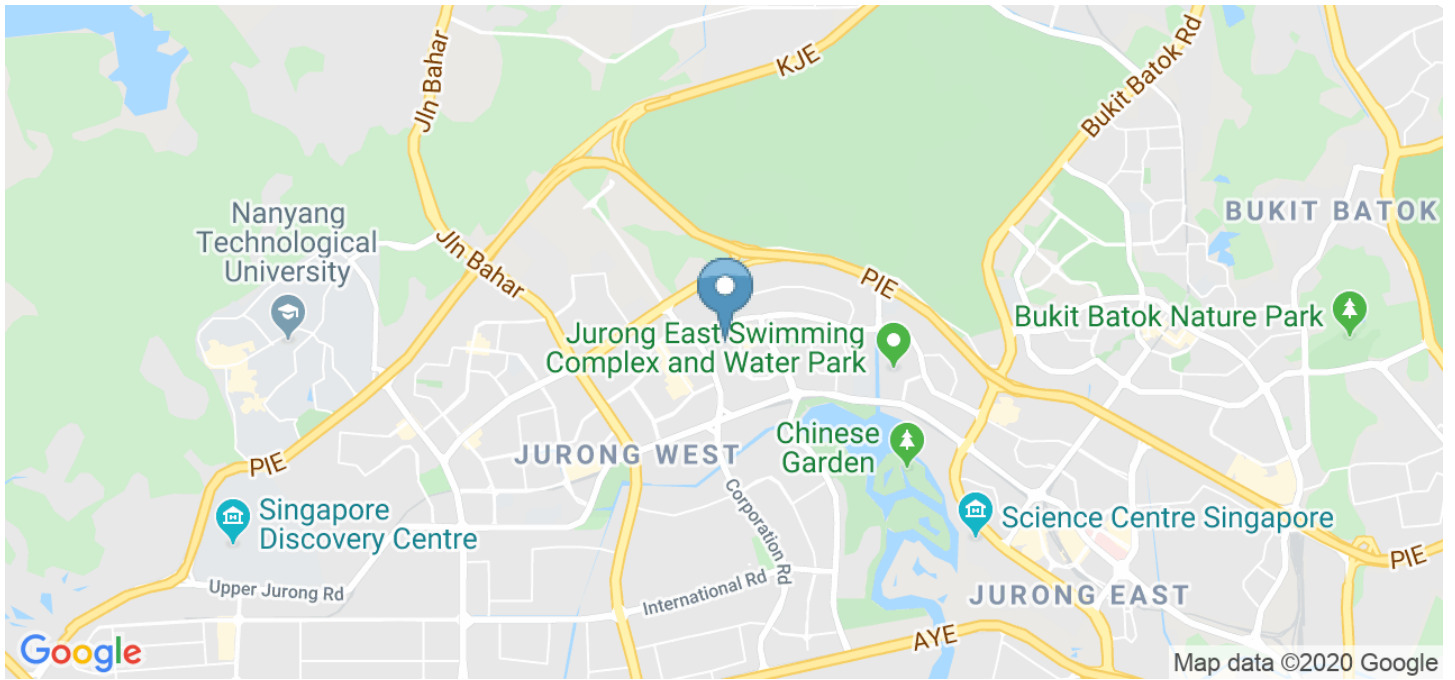 KJE
Jln Bahar
Bukit Batok Rd
Nanyang
Technological
University
BUKIT BATOK
Jln Bahar
PIE
Bukit Batok Nature Park
Jurong East Swimming
Complex and Water Park
Chinese
Garden
JURONG WEST
PIE
Corporation Rd
Singapore
Discovery Centre
Science Centre Singapore
PIE
Upper Jurong Rd
International Rd
JURONG EAST
AYE
Google
Map data ©2020 Google